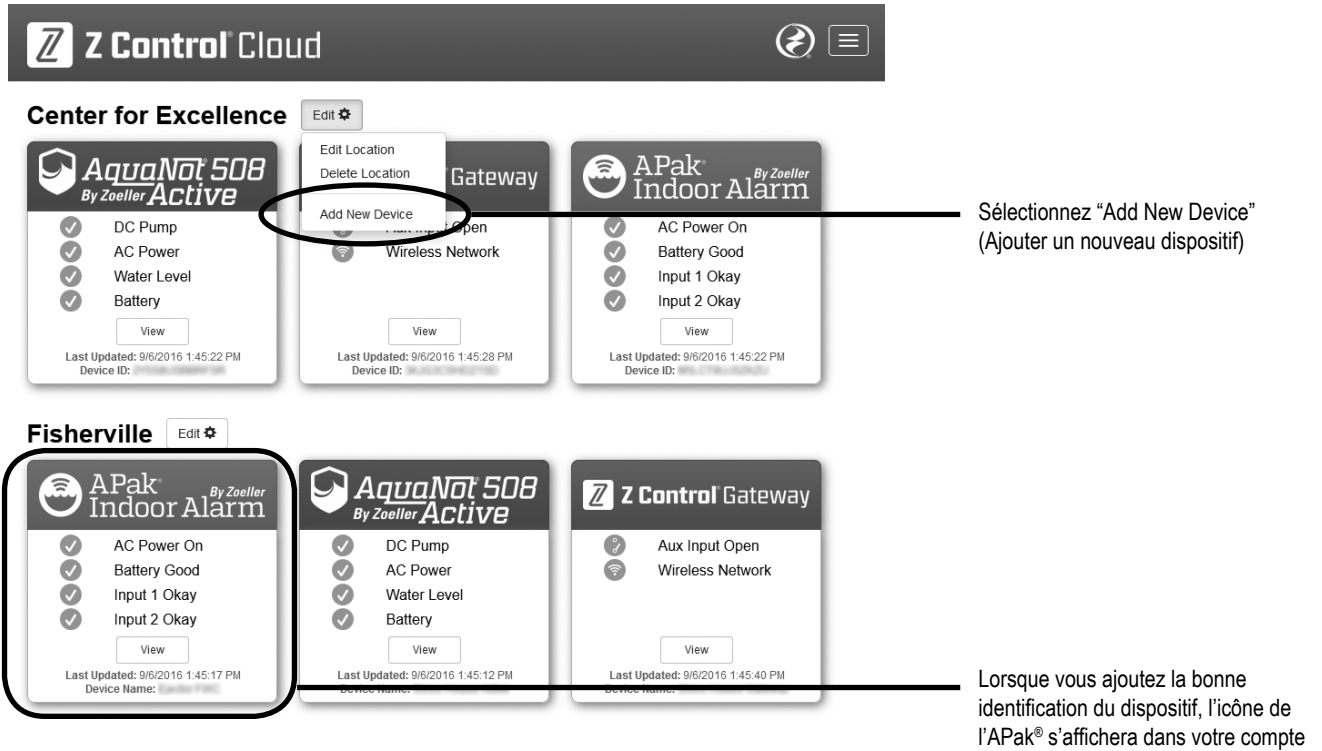 Z Control® Cloud
Center for Excellence
Edit
Edit Location
Delete Location
Add New Device
AquaNot® 508
By Zoeller Active
DC Pump
AC Power
Water Level
Battery
View
Last Updated: 9/6/2016 1:45:22 PM
Device ID:
Gateway
Aux Input Open
Wireless Network
View
Last Updated: 9/6/2016 1:45:28 PM
Device ID:
APak® By Zoeller
Indoor Alarm
AC Power On
Battery Good
Input 1 Okay
Input 2 Okay
View
Last Updated: 9/6/2016 1:45:22 PM
Device ID:
Sélectionnez “Add New Device”
(Ajouter un nouveau dispositif)
Fisherville
Edit
APak® By Zoeller
Indoor Alarm
AC Power On
Battery Good
Input 1 Okay
Input 2 Okay
View
Last Updated: 9/6/2016 1:45:17 PM
Device Name:
AquaNot® 508
By Zoeller Active
DC Pump
AC Power
Water Level
Battery
View
Last Updated: 9/6/2016 1:45:12 PM
Device Name:
Z Control® Gateway
Aux Input Open
Wireless Network
View
Last Updated: 9/6/2016 1:45:40 PM
Device Name:
Lorsque vous ajoutez la bonne
identification du dispositif, l’icône de
l’APak® s’affichera dans votre compte